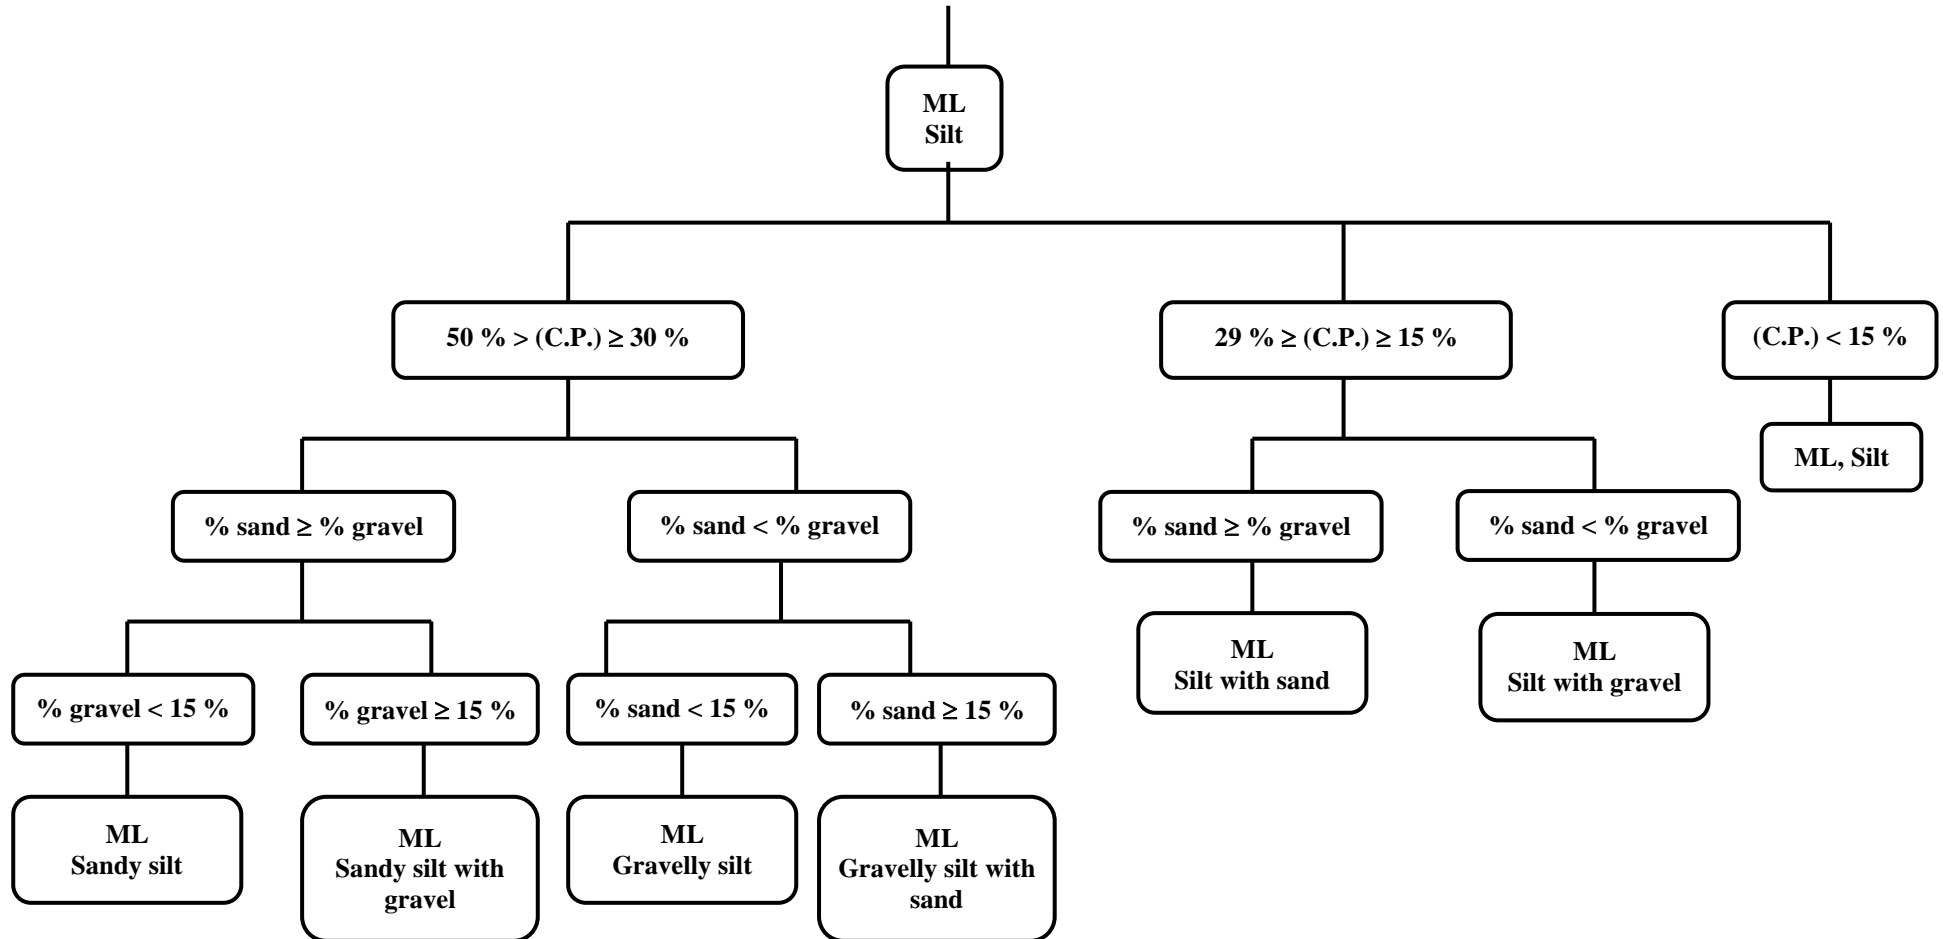 ML
Silt
50 % > (C.P.) ≥ 30 %
29 % ≥ (C.P.) ≥ 15 %
(C.P.) < 15 %
ML, Silt
% sand ≥ % gravel
% sand < % gravel
% sand ≥ % gravel
% sand < % gravel
ML
Silt with sand
ML
Silt with gravel
% gravel < 15 %
% gravel ≥ 15 %
% sand < 15 %
% sand ≥ 15 %
ML
Sandy silt
ML
Sandy silt with
gravel
ML
Gravelly silt
ML
Gravelly silt with
sand